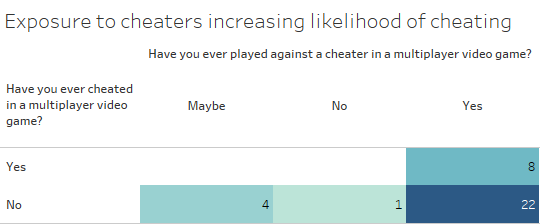 Exposure to cheaters increasing likelihood of cheating
Have you ever played against a cheater in a multiplayer video game?
Have you ever cheated
in a multiplayer video
game?
Maybe No Yes
Yes 8
No 4 1 22